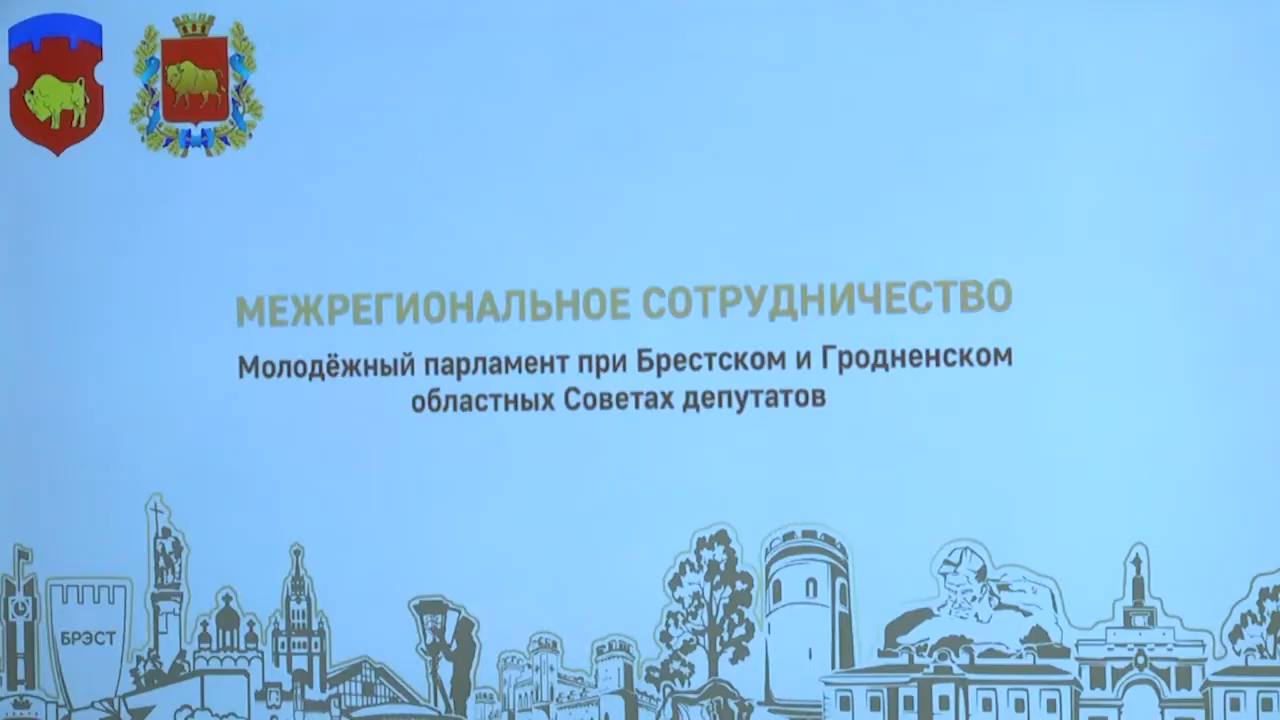 МЕЖРЕГИОНАЛЬНОЕ СОТРУДНИЧЕСТВО
Молодёжный парламент при Брестском и Гродненском
областных Советах депутатов
БРЭСТ